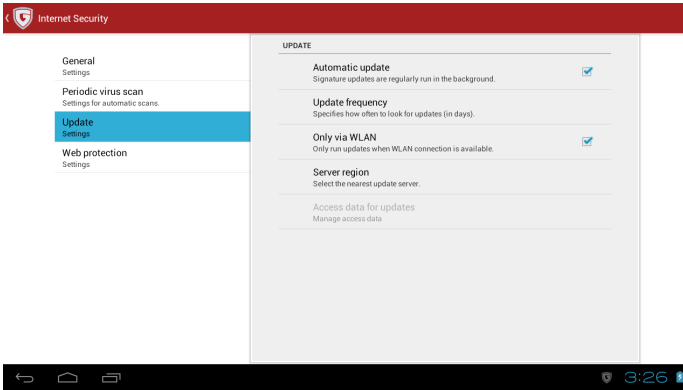 Internet Security
General
Settings
Periodic virus scan
Settings for automatic scans.
Update
Settings
Web protection
Settings
UPDATE
Automatic update
Signature updates are regularly run in the background.
Update frequency
Specifies how often to look for updates (in days).
Only via WLAN
Only run updates when WLAN connection is available.
Server region
Select the nearest update server.
Access data for updates
Manage access data
3:26